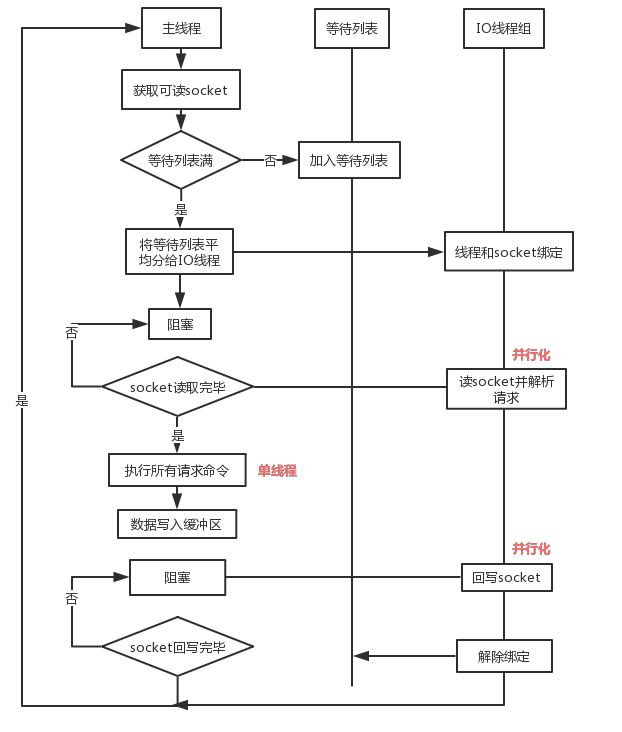 主线程
等待列表
IO线程组
获取可读socket
等待列表满
否
加入等待列表
是
将等待列表平
均分给IO线程
线程和socket绑定
阻塞
否
并行化
socket读取完毕
读socket并解析
请求
是
是
执行所有请求命令
单线程
数据写入缓冲区
并行化
阻塞
回写socket
否
socket回写完毕
解除绑定